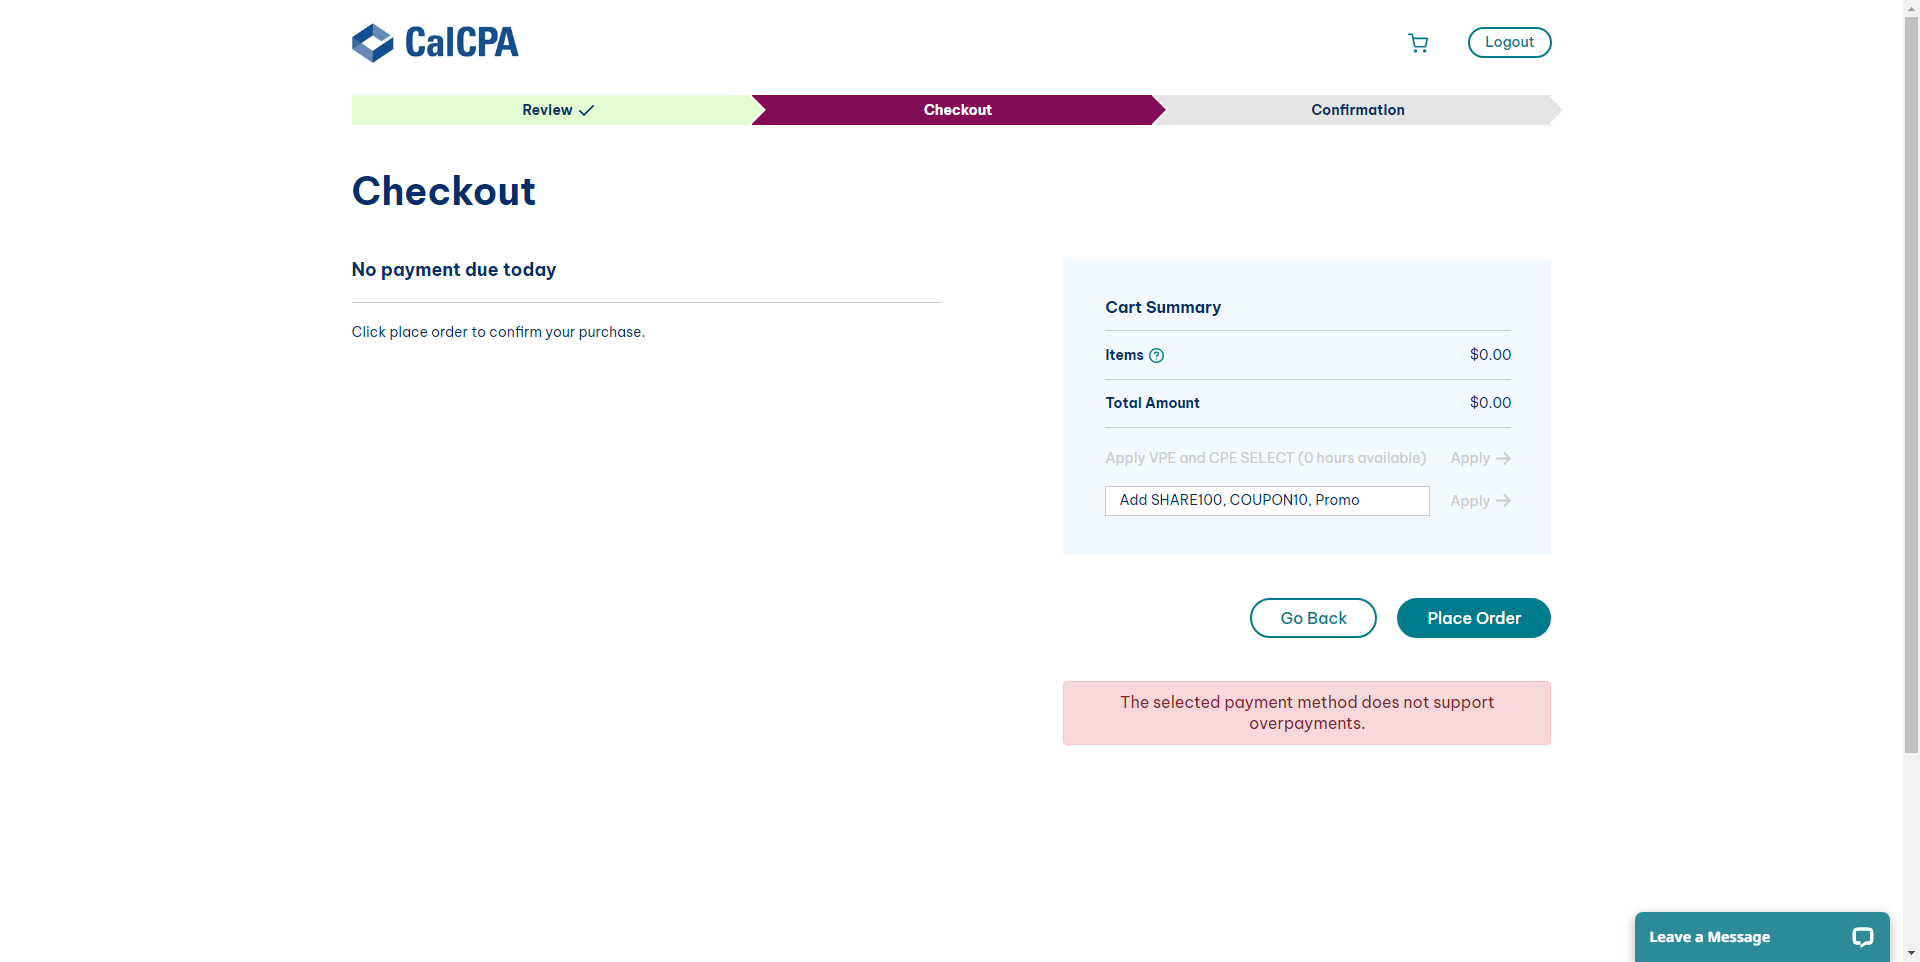 CalCPA
Logout
Review
Checkout
Confirmation
Checkout
No payment due today
Click place order to confirm your purchase.
Cart Summary
Items
$0.00
Total Amount
$0.00
Apply VPE and CPE SELECT (0 hours available)
Apply
Add SHARE100, COUPON10, Promo
Apply
Go Back
Place Order
The selected payment method does not support
overpayments.
Leave a Message